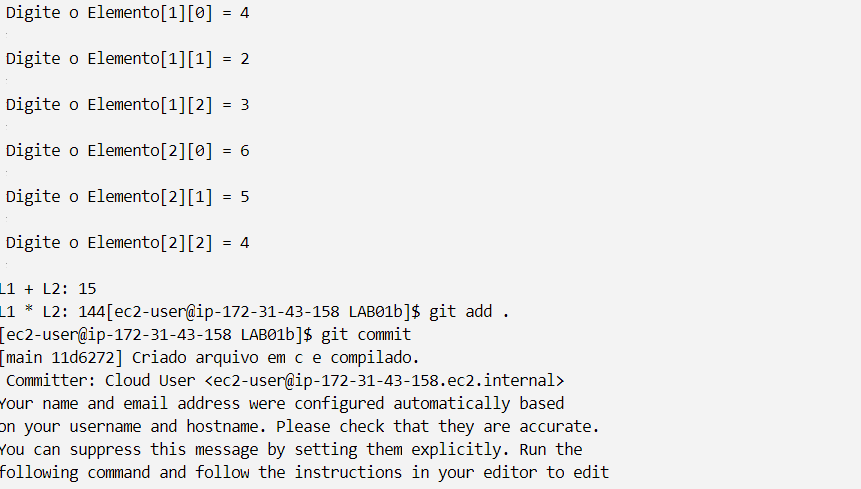 Digite o Elemento[1][0] = 4
Digite o Elemento[1][1] = 2
Digite o Elemento[1][2] = 3
Digite o Elemento[2][0] = 6
Digite o Elemento[2][1] = 5
Digite o Elemento[2][2] = 4
L1 + L2: 15
L1 * L2: 144[ec2-user@ip-172-31-43-158 LAB01b]$ git add .
[ec2-user@ip-172-31-43-158 LAB01b]$ git commit
[main 11d6272] Criado arquivo em c e compilado.
Committer: Cloud User <ec2-user@ip-172-31-43-158.ec2.internal>
Your name and email address were configured automatically based
on your username and hostname. Please check that they are accurate.
You can suppress this message by setting them explicitly. Run the
following command and follow the instructions in your editor to edit